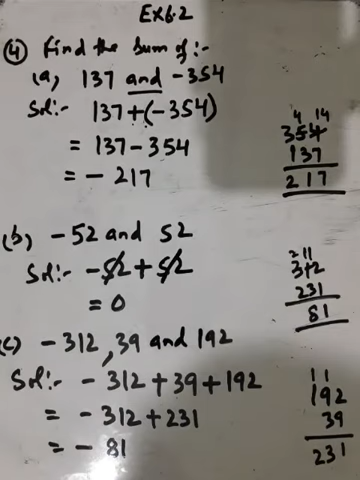 EX6.2
(4) Find the sum of :-
(a) 137 and -354
Sol:- 137+(-354)
= 137-354
= - 217
4 14
354
137
217
(b) -52 and 52
Sol:- -52+52
= 0
2 11
312
231
81
(c) -312, 39 and 192
Sol:- -312+39+192
= -312+231
= - 81
1 1
192
39
231